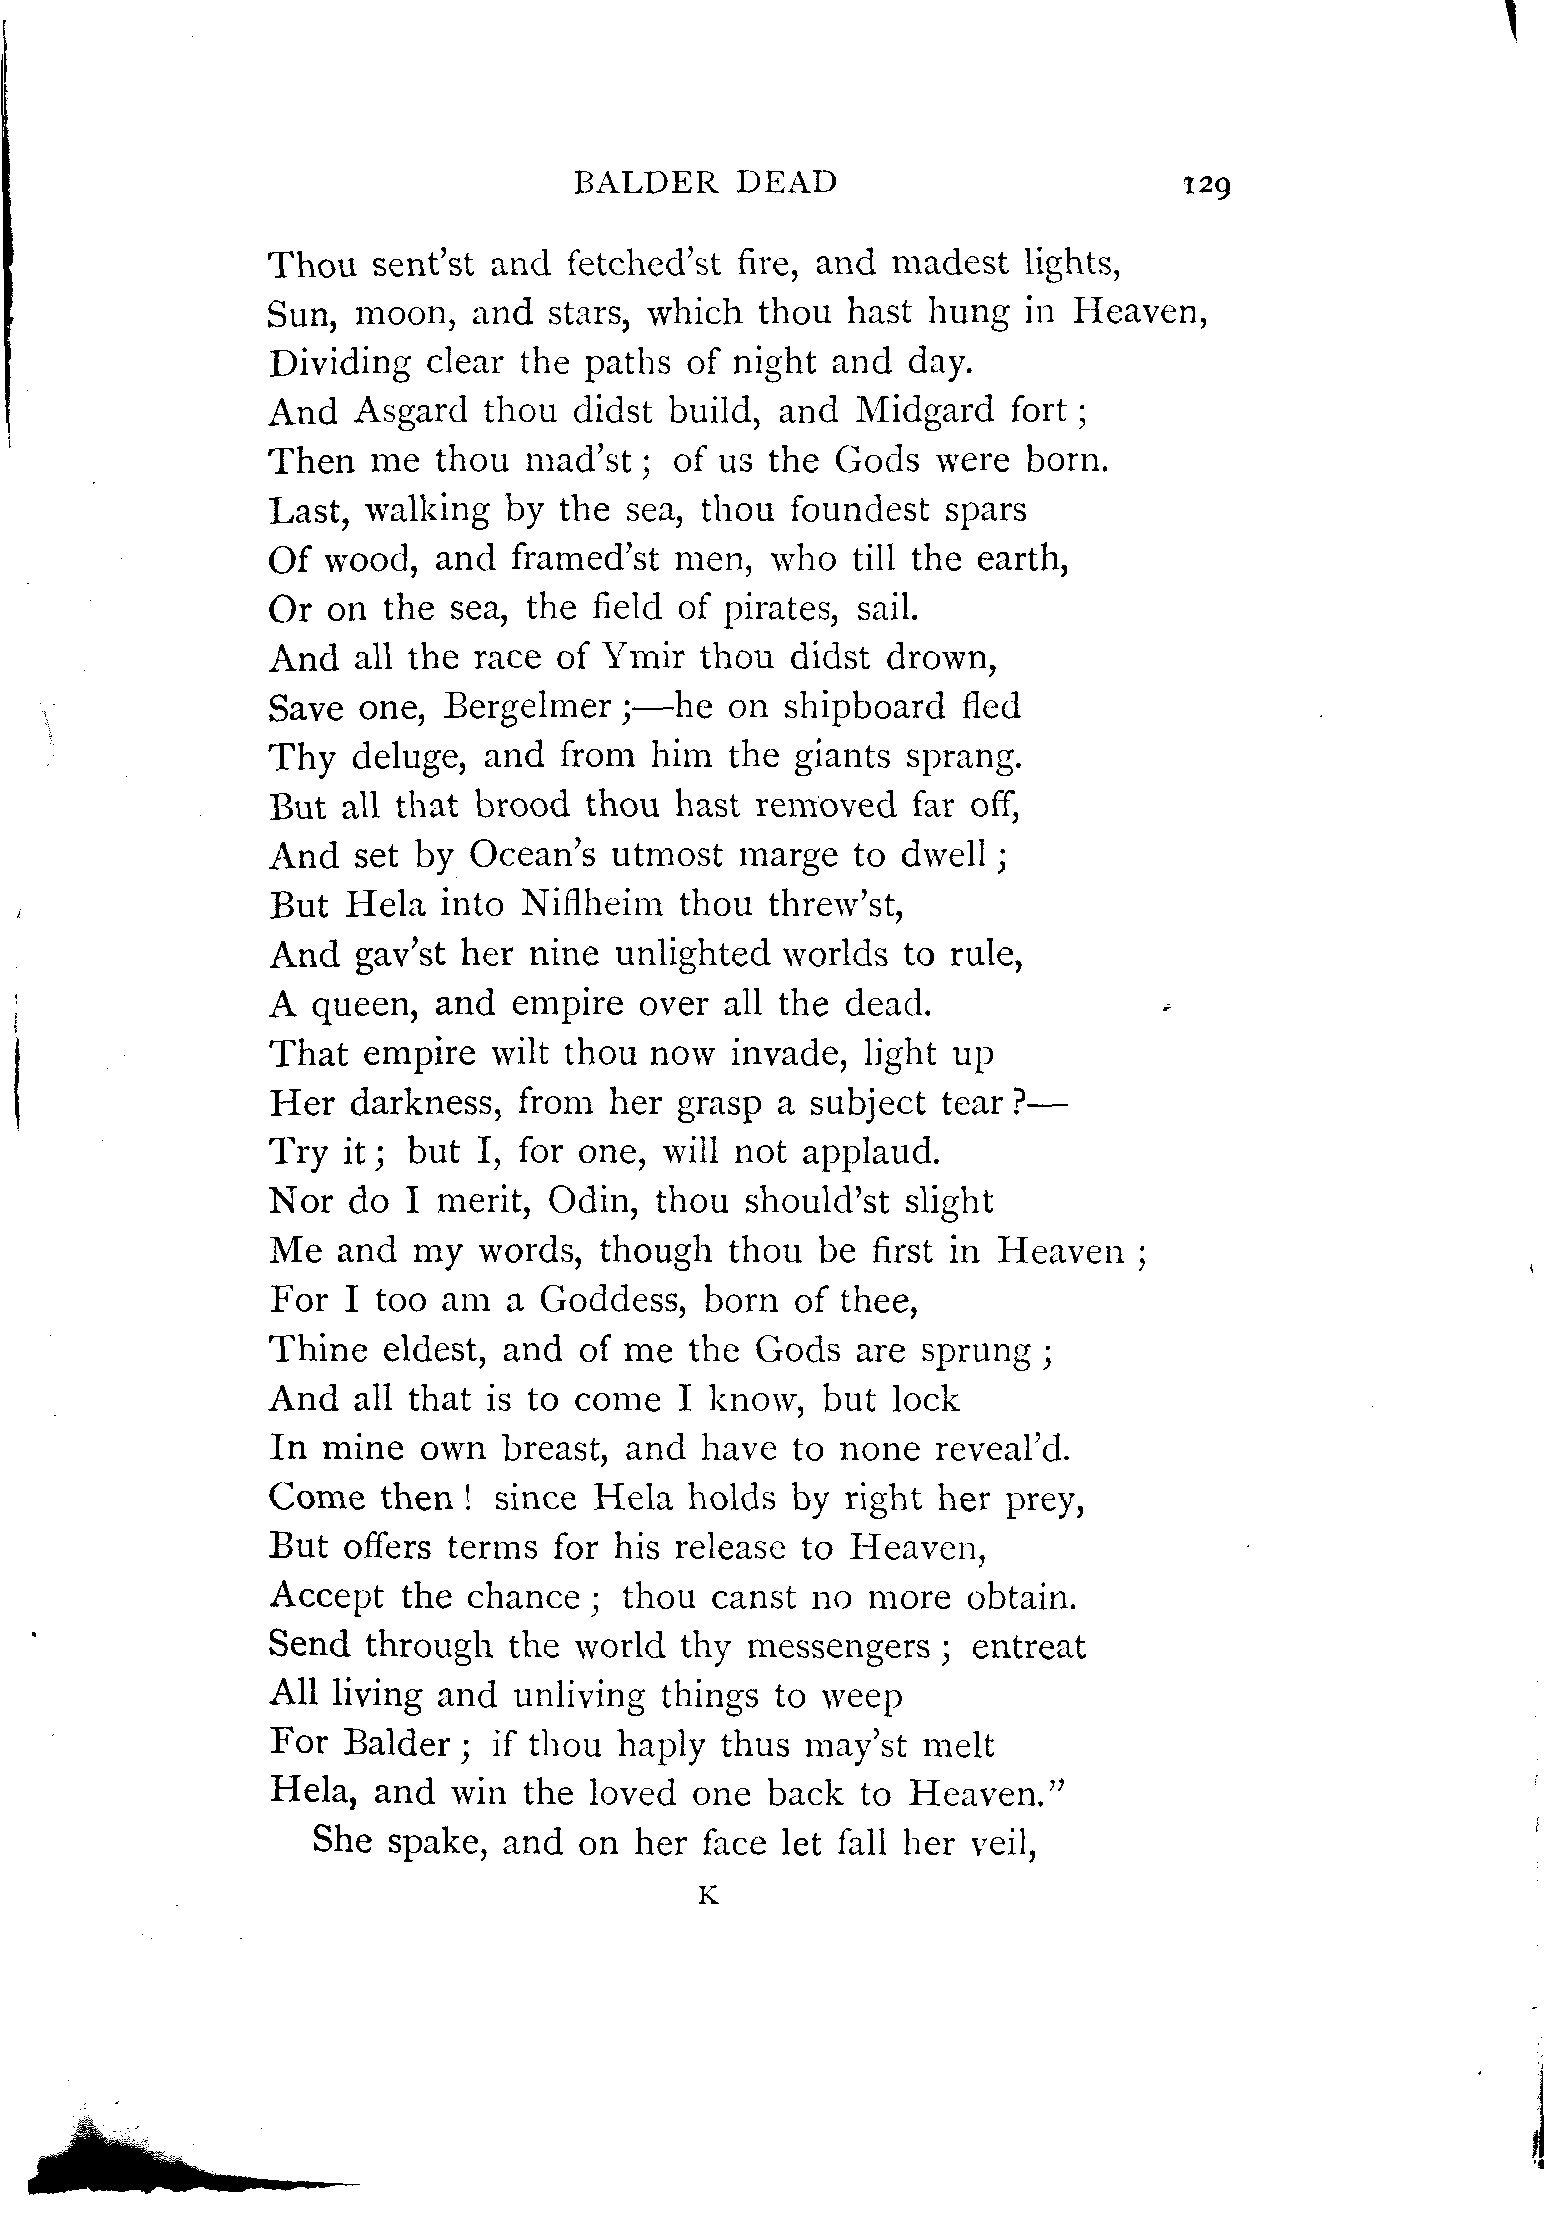 BALDER DEAD 129
Thou sent'st and fetched'st fire, and madest lights,
Sun, moon, and stars, which thou hast hung in Heaven,
Dividing clear the paths of night and day.
And Asgard thou didst build, and Midgard fort ;
Then me thou mad'st ; of us the Gods were born.
Last, walking by the sea, thou foundest spars
Of wood, and framed'st men, who till the earth,
Or on the sea, the field of pirates, sail.
And all the race of Ymir thou didst drown,
Save one, Bergelmer ;—he on shipboard fled
Thy deluge, and from him the giants sprang.
But all that brood thou hast removed far off,
And set by Ocean's utmost marge to dwell ;
But Hela into Niflheim thou threw'st,
And gav'st her nine unlighted worlds to rule,
A queen, and empire over all the dead.
That empire wilt thou now invade, light up
Her darkness, from her grasp a subject tear ?—
Try it ; but I, for one, will not applaud.
Nor do I merit, Odin, thou should'st slight
Me and my words, though thou be first in Heaven ;
For I too am a Goddess, born of thee,
Thine eldest, and of me the Gods are sprung ;
And all that is to come I know, but lock
In mine own breast, and have to none reveal'd.
Come then ! since Hela holds by right her prey,
But offers terms for his release to Heaven,
Accept the chance ; thou canst no more obtain.
Send through the world thy messengers ; entreat
All living and unliving things to weep
For Balder ; if thou haply thus may'st melt
Hela, and win the loved one back to Heaven."
She spake, and on her face let fall her veil,
K